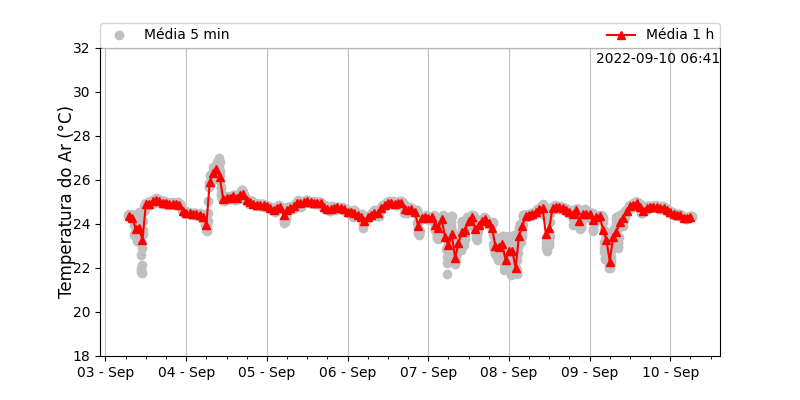 Média 5 min
Média 1 h
2022-09-10 06:41
Temperatura do Ar (°C)
32
30
28
26
24
22
20
18
03 - Sep
04 - Sep
05 - Sep
06 - Sep
07 - Sep
08 - Sep
09 - Sep
10 - Sep